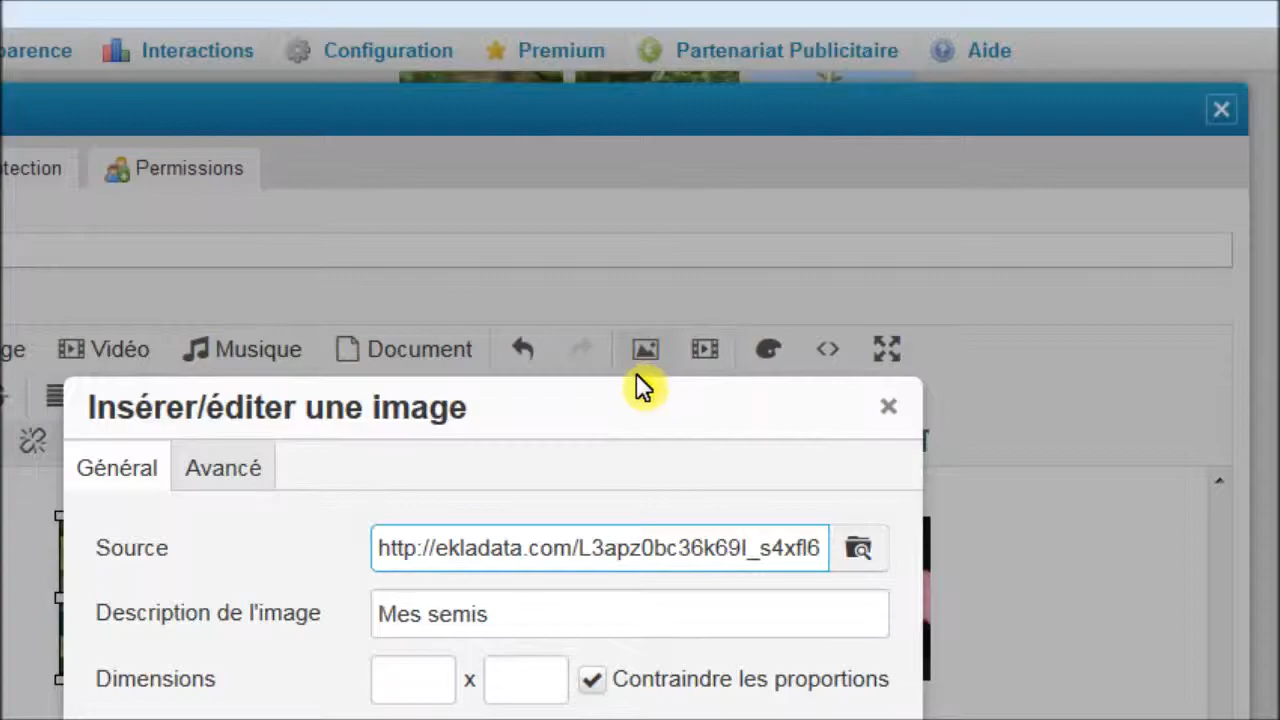 parence Interactions Configuration Premium Partenariat Publicitaire Aide
tection Permissions
ge Vidéo Musique Document
Insérer/éditer une image
Général Avancé
Source http://ekladata.com/L3apz0bc36k69I_s4xfl6
Description de l'image Mes semis
Dimensions x Contraindre les proportions